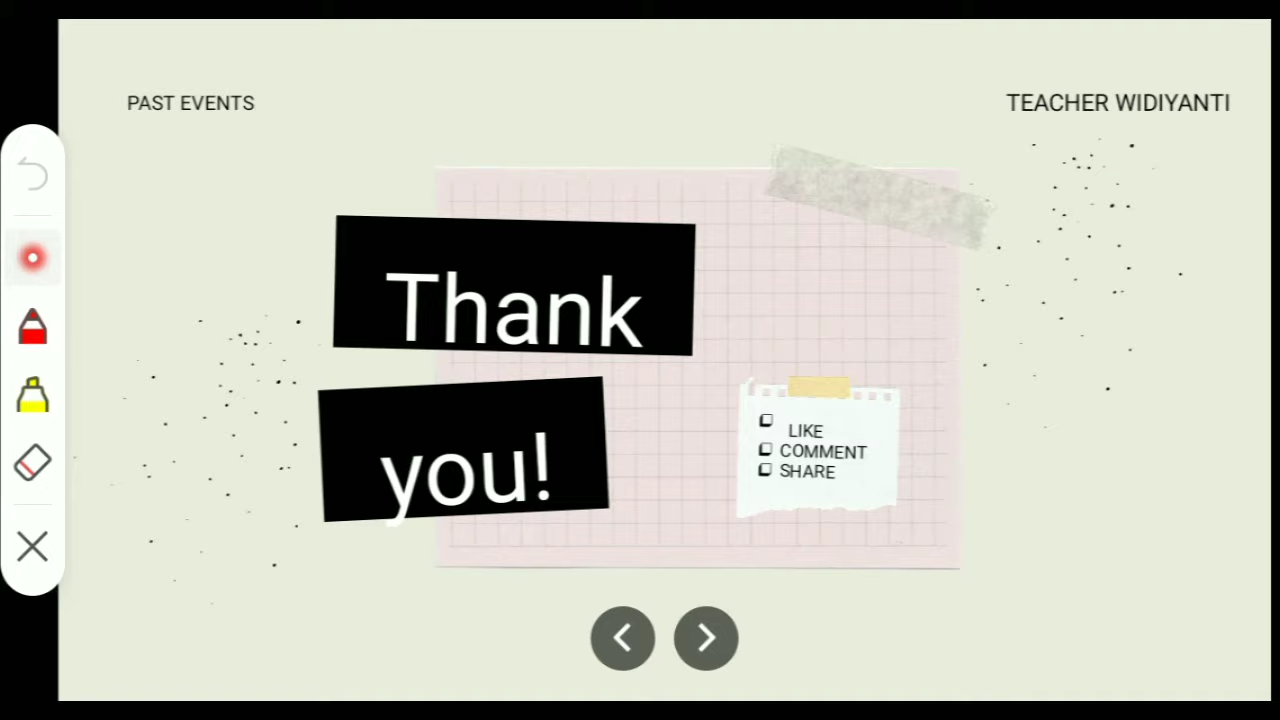 PAST EVENTS
TEACHER WIDIYANTI
Thank
you!
LIKE
COMMENT
SHARE